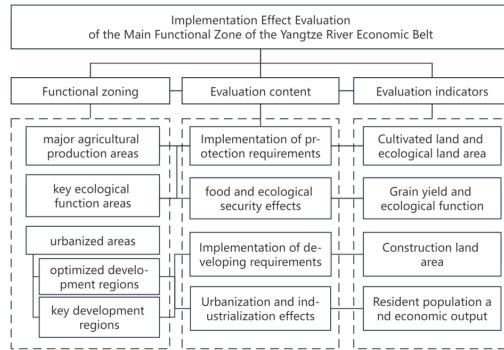 Implementation Effect Evaluation
of the Main Functional Zone of the Yangtze River Economic Belt
Functional zoning
Evaluation content
Evaluation indicators
major agricultural
production areas
Implementation of pr-
otection requirements
Cultivated land and
ecological land area
key ecological
function areas
food and ecological
security effects
Grain yield and
ecological function
urbanized areas
optimized develo-
pment regions
Implementation of de-
veloping requirements
Construction land
area
key development
regions
Urbanization and ind-
ustrialization effects
Resident population a
nd economic output